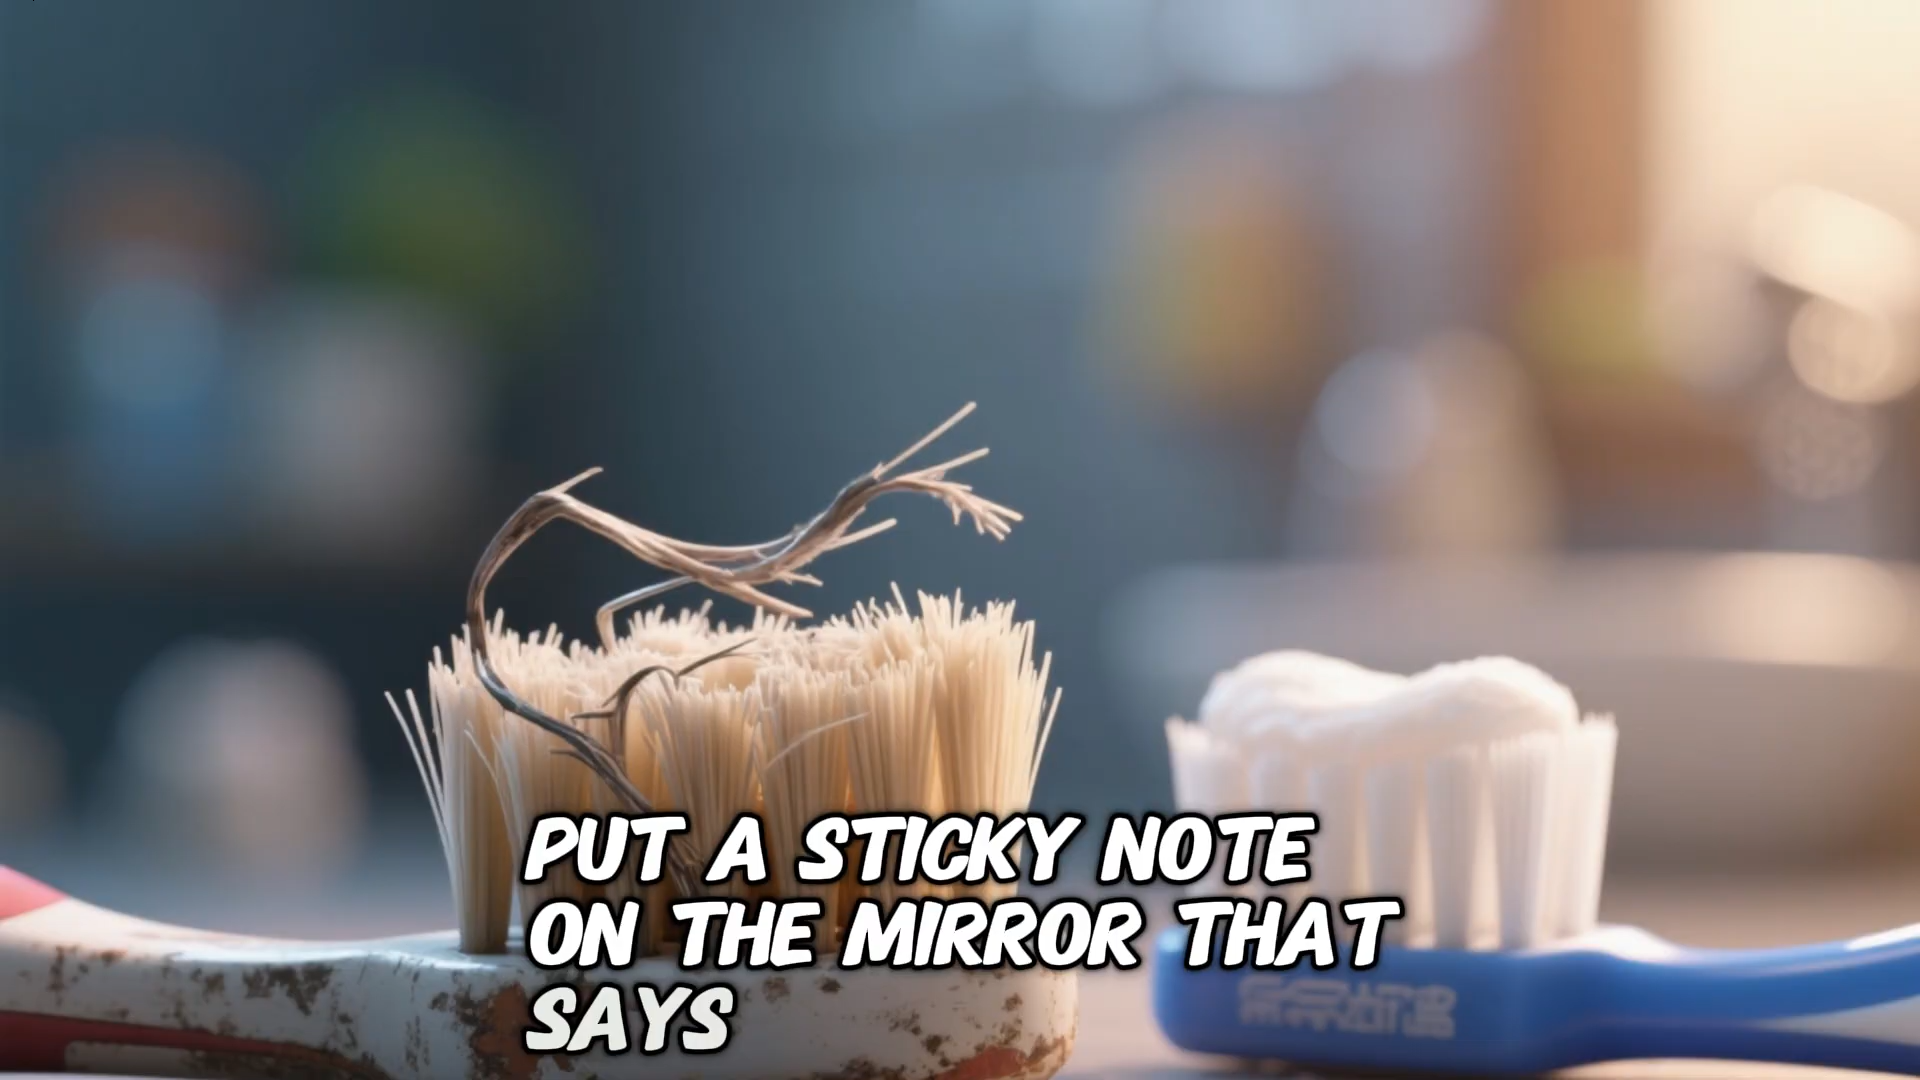 PUT A STICKY NOTE
ON THE MIRROR THAT
SAYS